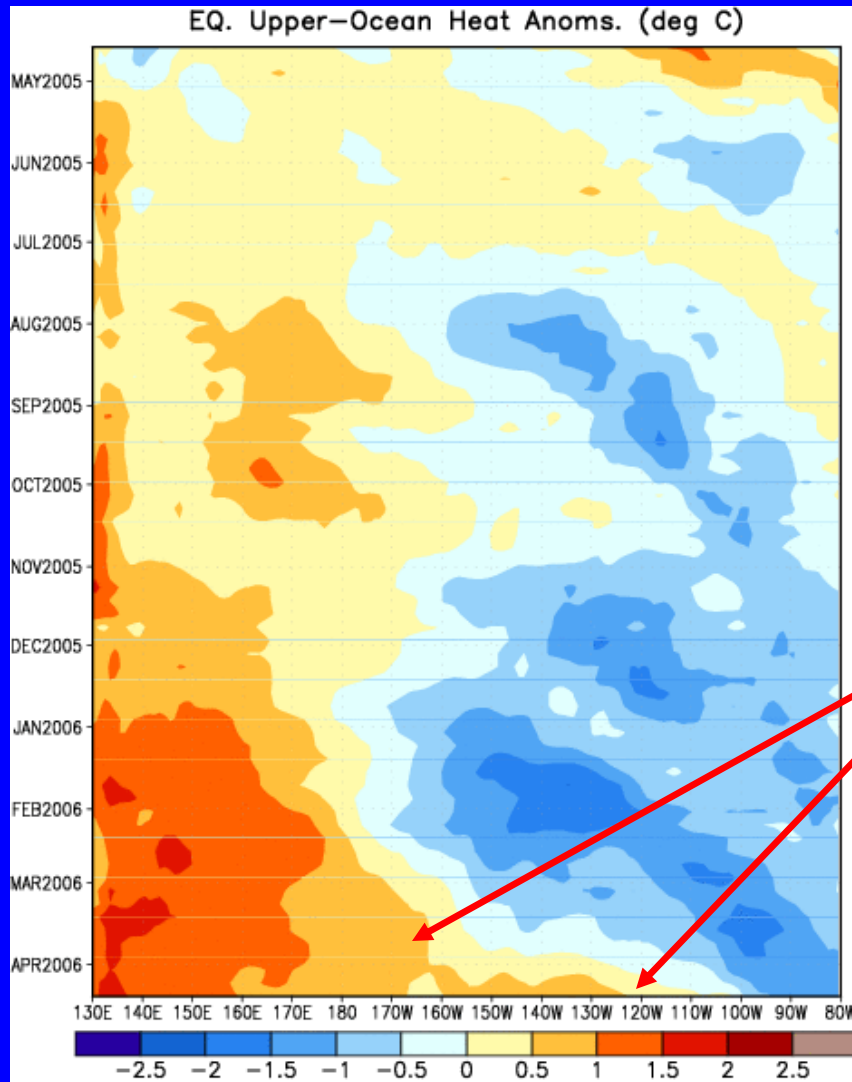 EQ. Upper-Ocean Heat Anoms. (deg C)
MAY2005
JUN2005
JUL2005
AUG2005
SEP2005
OCT2005
NOV2005
DEC2005
JAN2006
FEB2006
MAR2006
APR2006
130E 140E 150E 160E 170E 180 170W 160W 150W 140W 130W 120W 110W 100W 90W 80W
-2.5 -2 -1.5 -1 -0.5 0 0.5 1 1.5 2 2.5